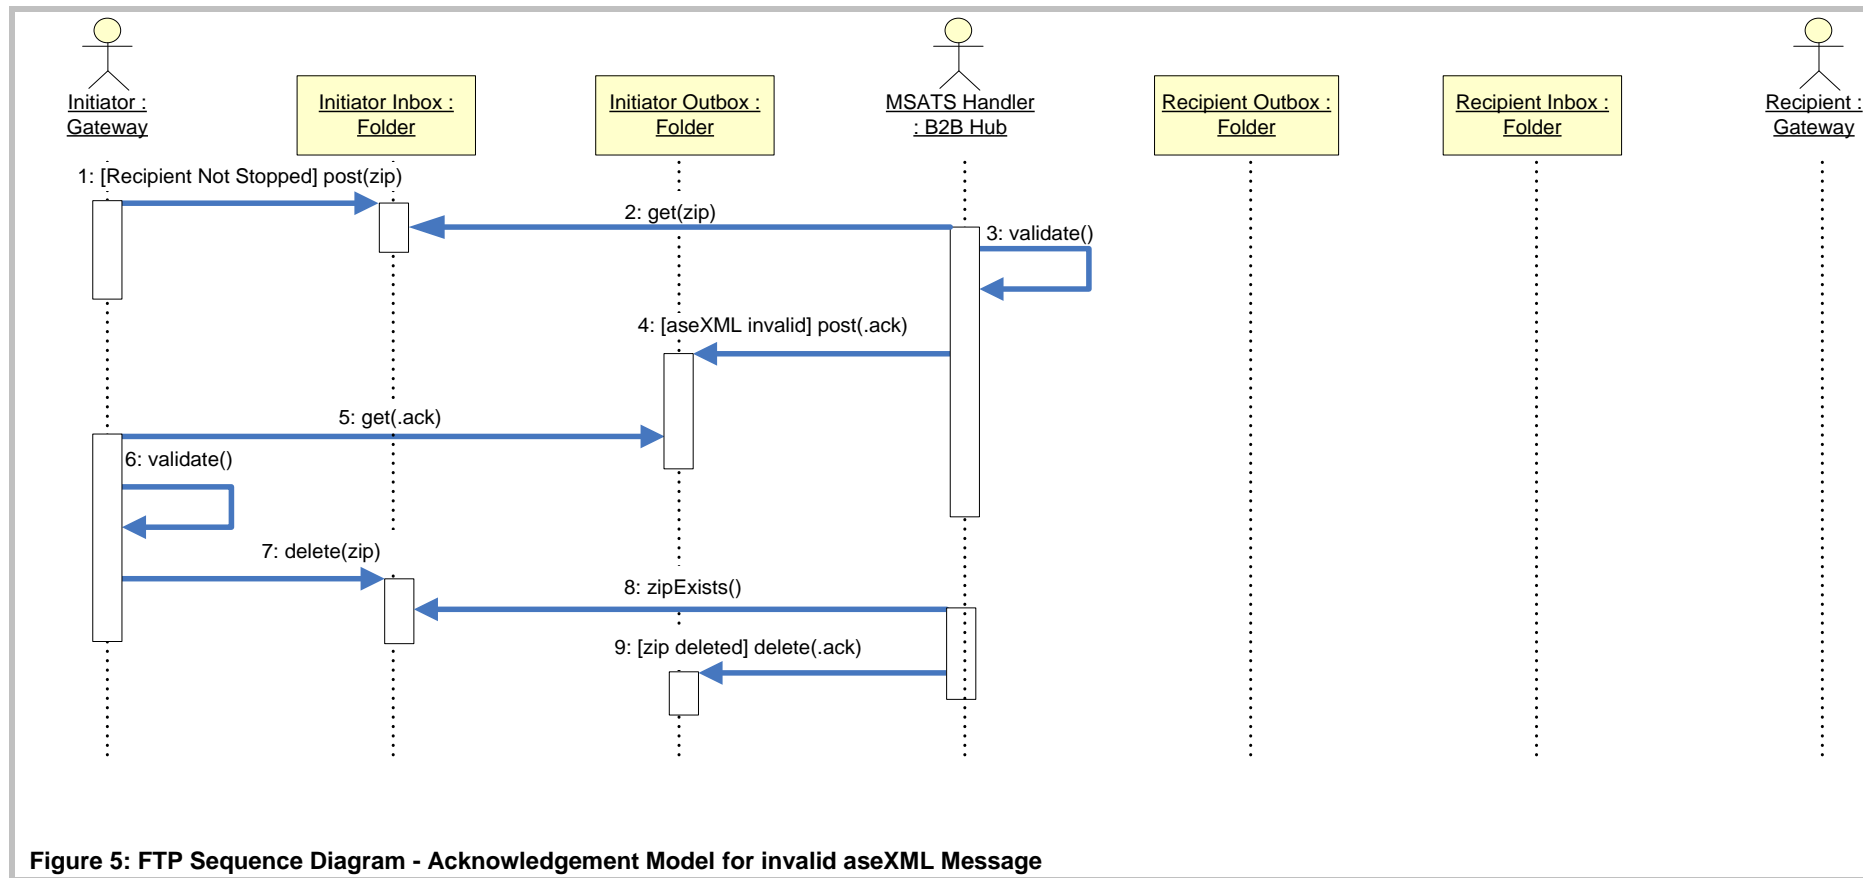 Initiator :
Gateway
Initiator Inbox :
Folder
Initiator Outbox :
Folder
MSATS Handler
: B2B Hub
Recipient Outbox :
Folder
Recipient Inbox :
Folder
Recipient :
Gateway
1: [Recipient Not Stopped] post(zip)
2: get(zip)
3: validate()
4: [aseXML invalid] post(.ack)
5: get(.ack)
6: validate()
7: delete(zip)
8: zipExists()
9: [zip deleted] delete(.ack)
Figure 5: FTP Sequence Diagram - Acknowledgement Model for invalid aseXML Message